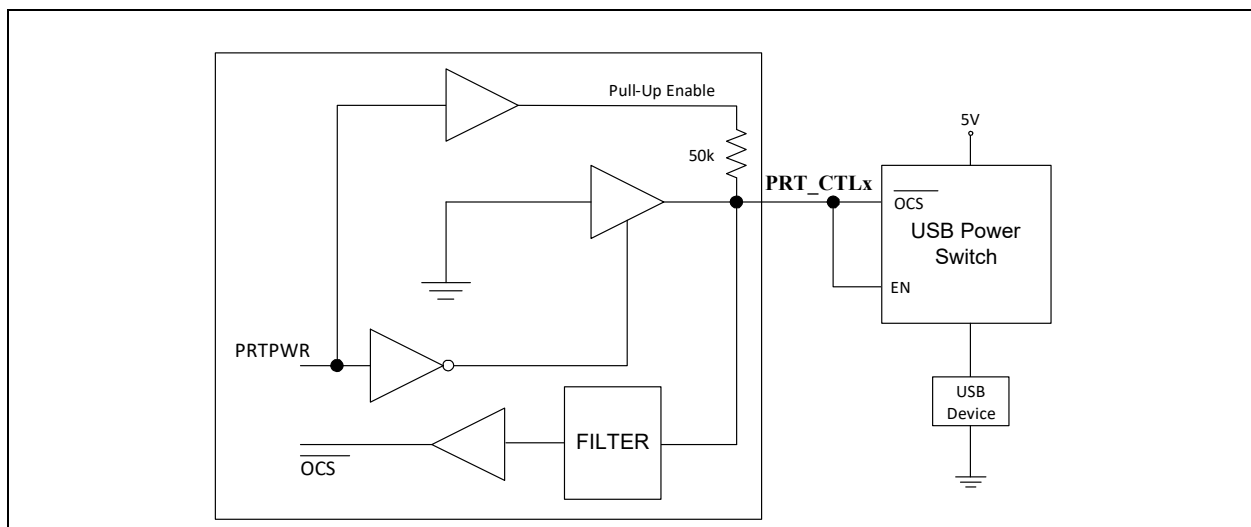 Pull-Up Enable
5V
50k
PRT_CTLx
OCS
USB Power
Switch
EN
PRTPWR
USB
Device
FILTER
OCS